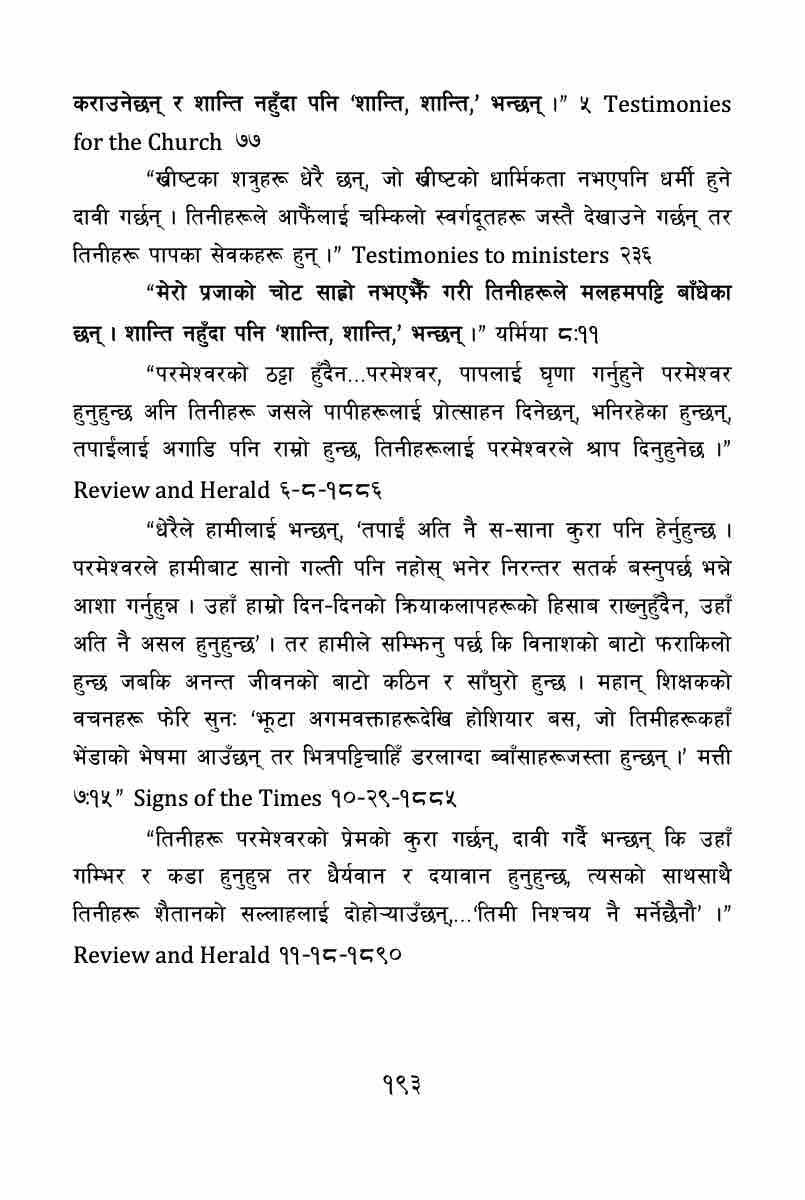 कराउनेछन् र शान्ति नहुँदा पनि ‘शान्ति, शान्ति,’ भन्छन् ।” ५ Testimonies
for the Church ७७
“ख्रीष्टका शत्रुहरू धेरै छन्, जो ख्रीष्टको धार्मिकता नभएपनि धर्मी हुने
दावी गर्छन् । तिनीहरूले आफैंलाई चम्किलो स्वर्गदूतहरू जस्तै देखाउने गर्छन् तर
तिनीहरू पापका सेवकहरू हुन् ।” Testimonies to ministers २३६
“मेरो प्रजाको चोट साह्रो नभएझैँ गरी तिनीहरूले मलहमपट्टि बाँधेका
छन् । शान्ति नहुँदा पनि ‘शान्ति, शान्ति,’ भन्छन् ।” यर्मिया ८:११
“परमेश्वरको ठट्टा हुँदैन...परमेश्वर, पापलाई घृणा गर्नुहुने परमेश्वर
हुनुहुन्छ अनि तिनीहरू जसले पापीहरूलाई प्रोत्साहन दिनेछन्, भनिरहेका हुन्छन्,
तपाईंलाई अगाडि पनि राम्रो हुन्छ, तिनीहरूलाई परमेश्वरले श्राप दिनुहुनेछ ।”
Review and Herald ६-८-१८८६
“धेरैले हामीलाई भन्छन्, ‘तपाईं अति नै स-साना कुरा पनि हेर्नुहुन्छ ।
परमेश्वरले हामीबाट सानो गल्ती पनि नहोस् भनेर निरन्तर सतर्क बस्नुपर्छ भन्ने
आशा गर्नुहुन्न । उहाँ हाम्रो दिन-दिनको क्रियाकलापहरूको हिसाब राख्नुहुँदैन, उहाँ
अति नै असल हुनुहुन्छ’ । तर हामीले सम्झिनु पर्छ कि विनाशको बाटो फराकिलो
हुन्छ जबकि अनन्त जीवनको बाटो कठिन र साँघुरो हुन्छ । महान् शिक्षकको
वचनहरू फेरि सुनः ‘झूटा अगमवक्ताहरूदेखि होशियार बस, जो तिमीहरूकहाँ
भेंडाको भेषमा आउँछन् तर भित्रपट्टिचाहिँ डरलाग्दा ब्वाँसाहरूजस्ता हुन्छन् ।’ मत्ती
७:१५” Signs of the Times १०-२९-१८८५
“तिनीहरू परमेश्वरको प्रेमको कुरा गर्छन्, दावी गर्दै भन्छन् कि उहाँ
गम्भिर र कडा हुनुहुन्न तर धैर्यवान र दयावान हुनुहुन्छ, त्यसको साथसाथै
तिनीहरू शैतानको सल्लाहलाई दोहोऱ्याउँछन्,...‘तिमी निश्चय नै मर्नेछैनौ’ ।”
Review and Herald ११-१८-१८९०
१९३